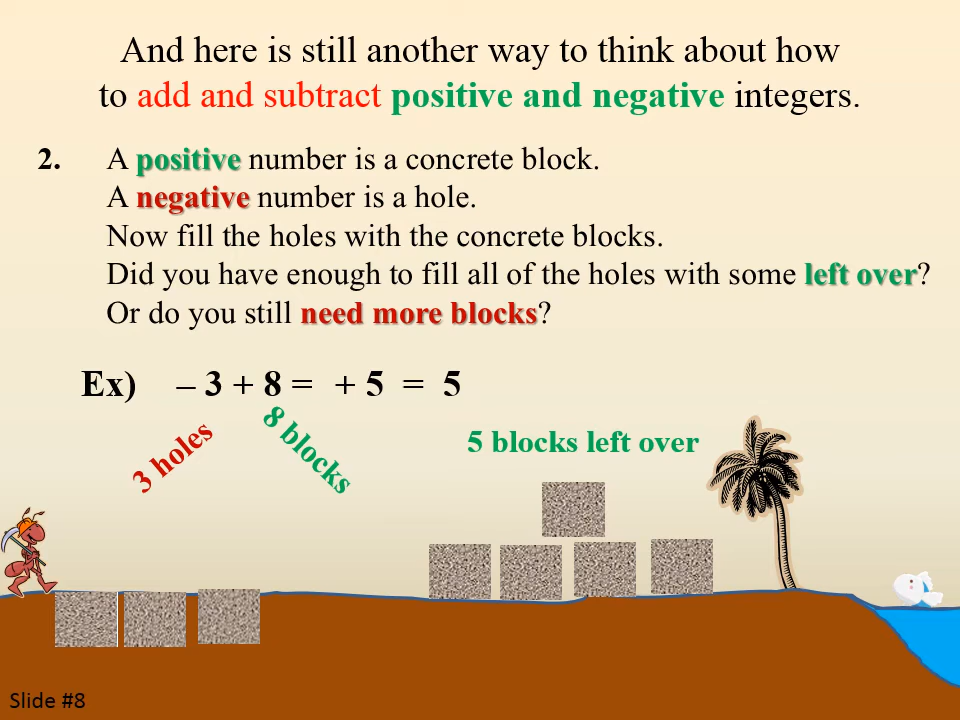 And here is still another way to think about how
to add and subtract positive and negative integers.
2. A positive number is a concrete block.
A negative number is a hole.
Now fill the holes with the concrete blocks.
Did you have enough to fill all of the holes with some left over?
Or do you still need more blocks?
Ex) – 3 + 8 = + 5 = 5
3 holes
8 blocks
5 blocks left over
Slide #8